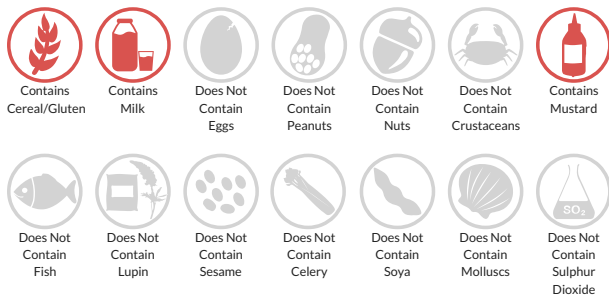 Contains
Cereal/Gluten
Contains
Milk
Does Not
Contain
Eggs
Does Not
Contain
Peanuts
Does Not
Contain
Nuts
Does Not
Contain
Crustaceans
Contains
Mustard
Does Not
Contain
Fish
Does Not
Contain
Lupin
Does Not
Contain
Sesame
Does Not
Contain
Celery
Does Not
Contain
Soya
Does Not
Contain
Molluscs
SO₂
Does Not
Contain
Sulphur
Dioxide